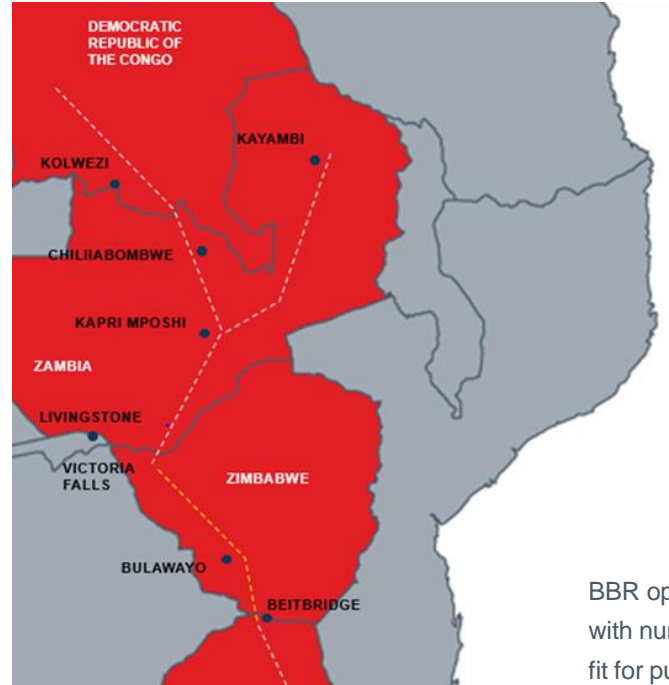 DEMOCRATIC
REPUBLIC OF
THE CONGO
KAYAMBI
KOLWEZI
CHILIIABOMBWE
KAPRI MPOSHI
ZAMBIA
LIVINGSTONE
VICTORIA
FALLS
ZIMBABWE
BULAWAYO
BEITBRIDGE
BBR op
with nu
fit for pu